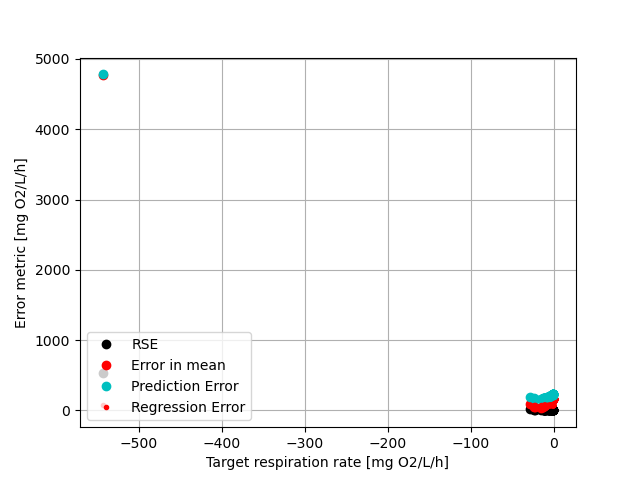 5000
4000
3000
2000
1000
0
Error metric [mg O2/L/h]
RSE
Error in mean
Prediction Error
Regression Error
−500 −400 −300 −200 −100 0
Target respiration rate [mg O2/L/h]